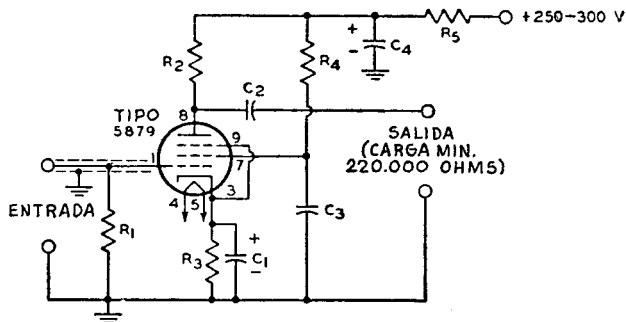 +250-300 V
R5
R2
R4
+
-
C4
C2
TIPO
5879
8
9
1
7
3
4
5
SALIDA
(CARGA MIN.
220.000 OHMS)
ENTRADA
R1
R3
+
-
C1
C3